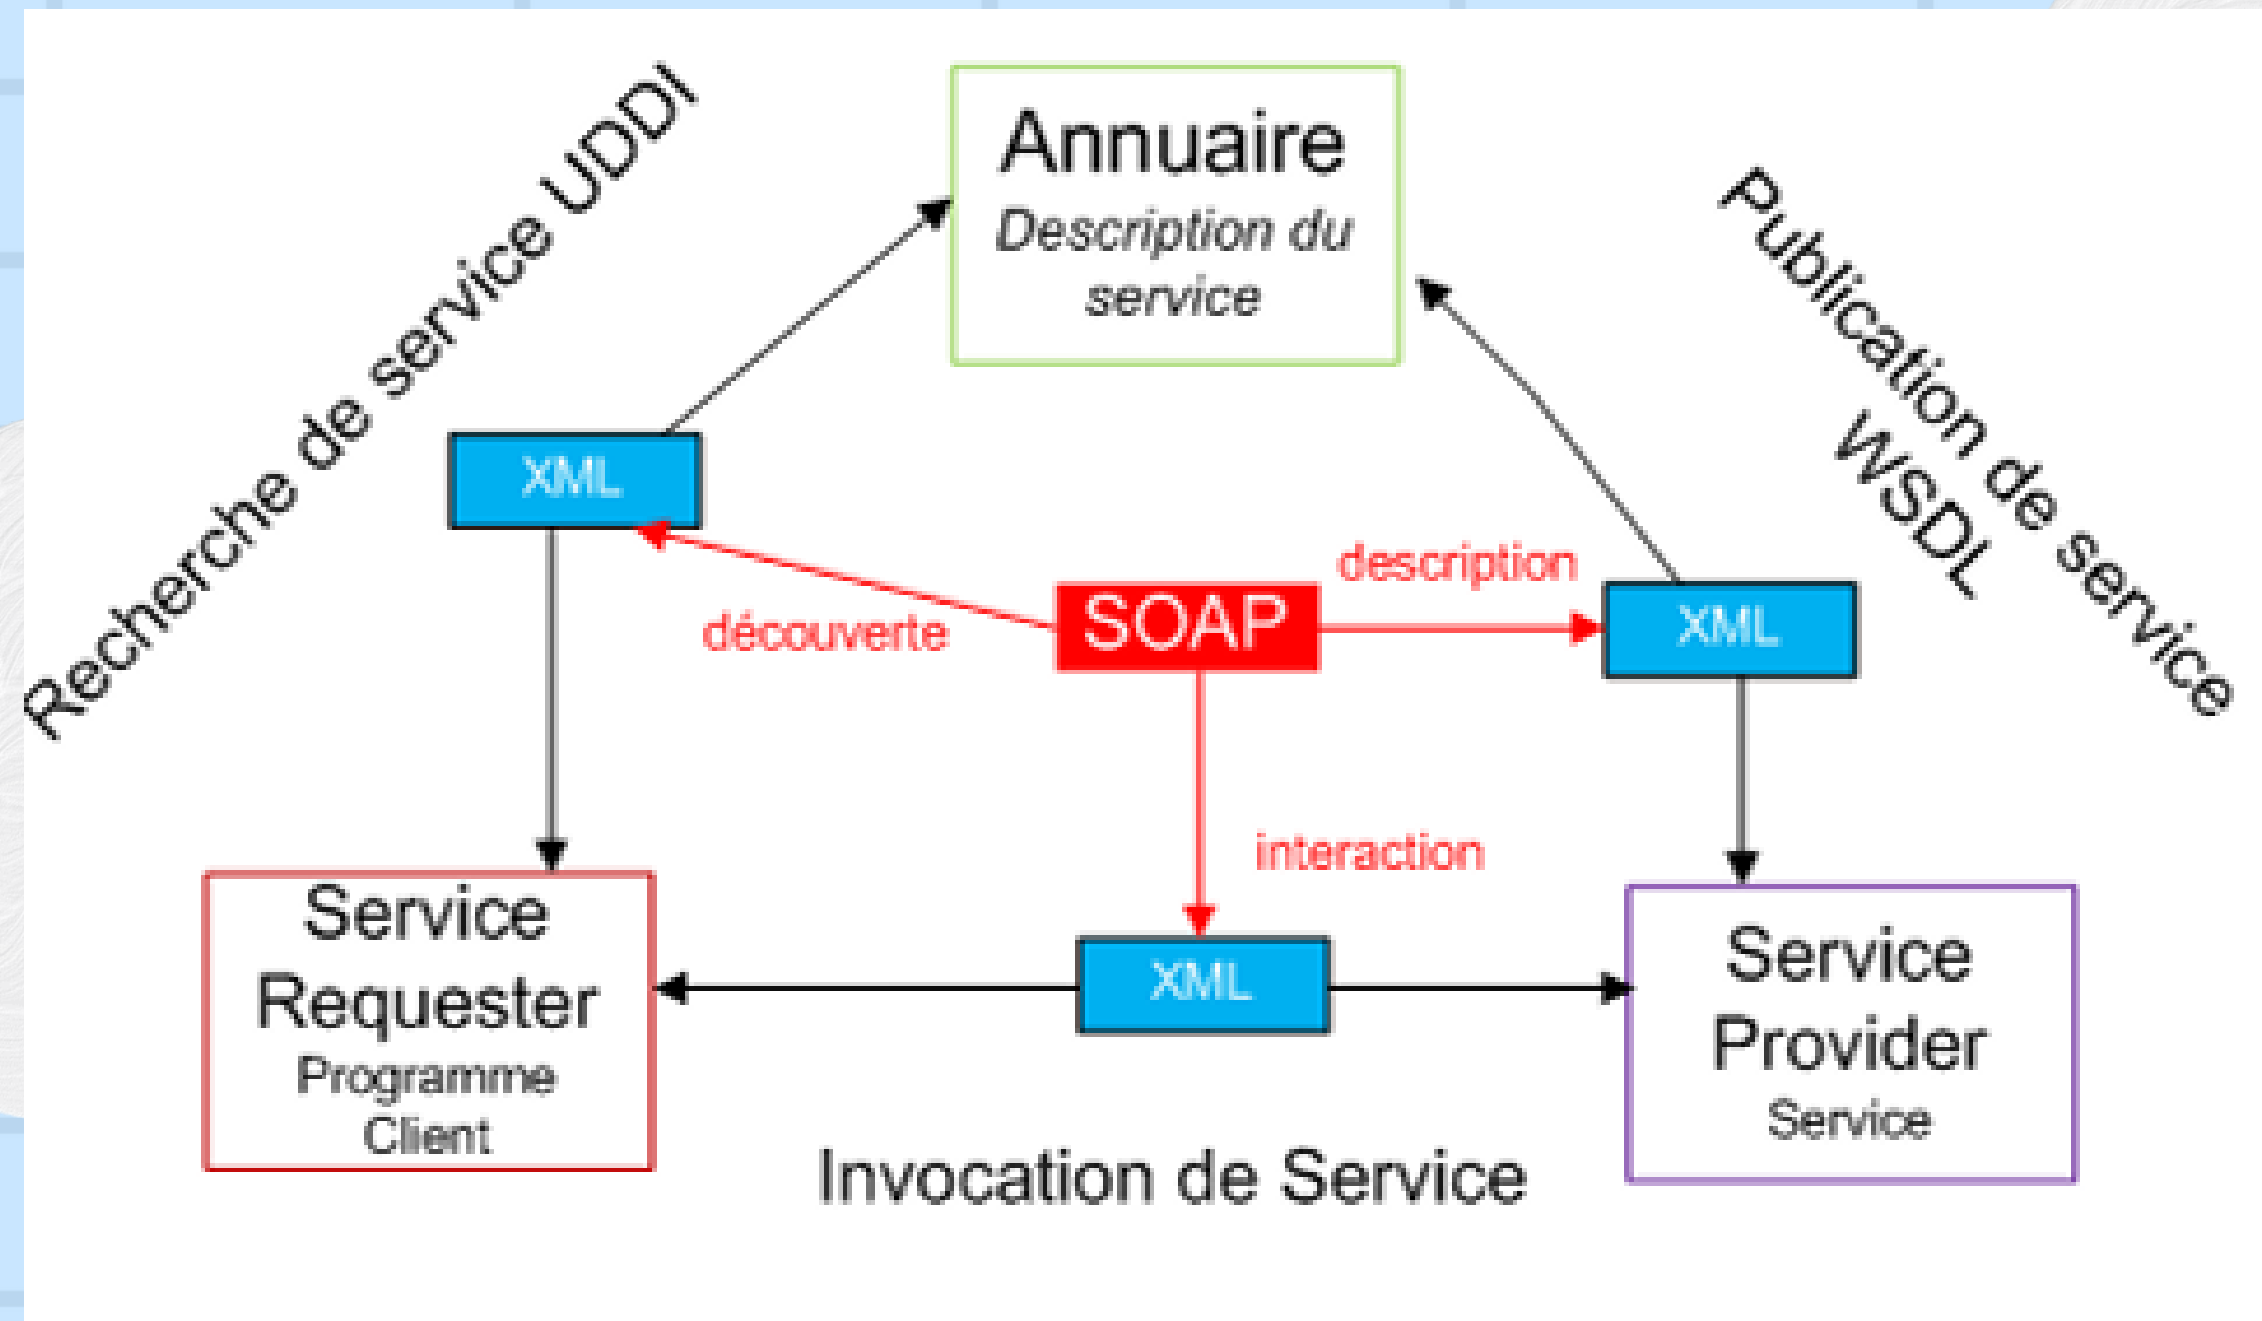 Recherche de service UDDI
Annuaire
Description du
service
Publication de service
WSDL
XML
description
découverte
SOAP
XML
interaction
Service
Requester
Programme
Client
XML
Service
Provider
Service
Invocation de Service